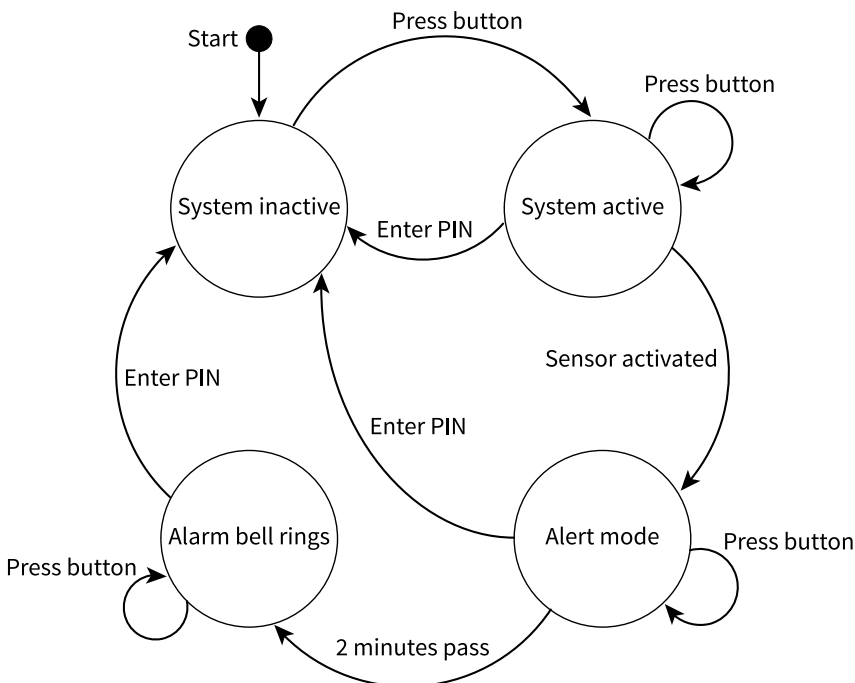 Press button
Start
Press button
System inactive
System active
Enter PIN
Sensor activated
Enter PIN
Enter PIN
Alarm bell rings
Alert mode
Press button
Press button
2 minutes pass